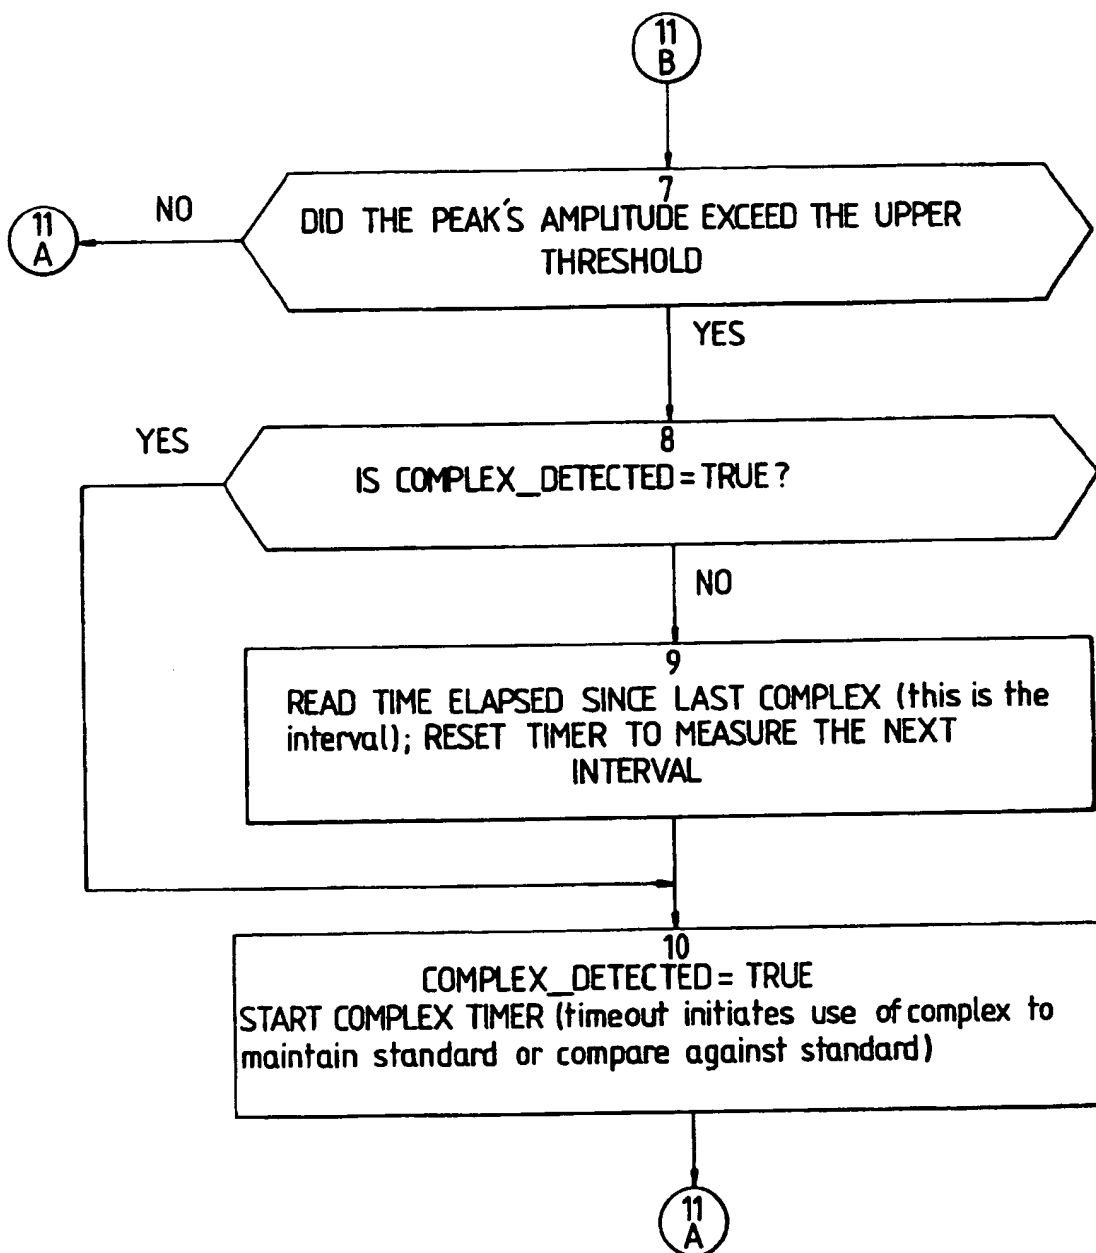 11
B
7
DID THE PEAK'S AMPLITUDE EXCEED THE UPPER
THRESHOLD
NO
11
A
YES
8
IS COMPLEX_DETECTED=TRUE?
YES
NO
9
READ TIME ELAPSED SINCE LAST COMPLEX (this is the
interval); RESET TIMER TO MEASURE THE NEXT
INTERVAL
10
COMPLEX_DETECTED= TRUE
START COMPLEX TIMER (timeout initiates use of complex to
maintain standard or compare against standard)
11
A